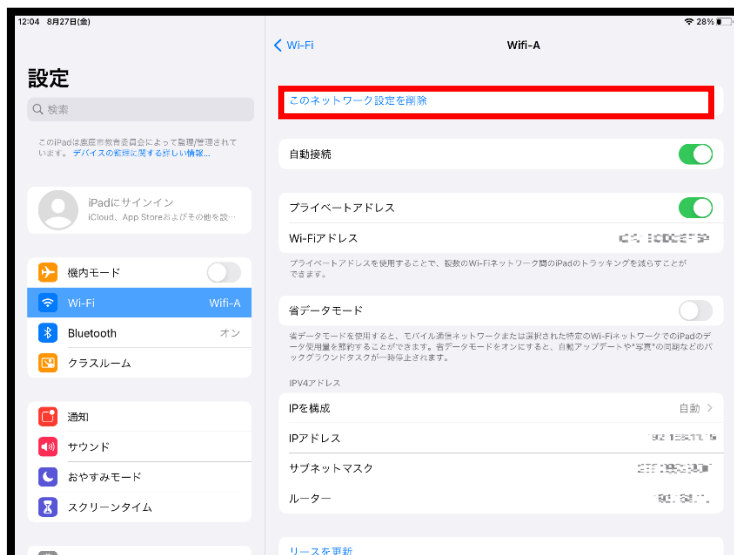 12:04 8月27日(金)
28%
Wi-Fi
Wifi-A
設定
検索
このiPadは鹿屋市教育委員会によって監理/管理されて
います。デバイスの監理に関する詳しい情報...
iPadにサインイン
iCloud、App Storeおよびその他を設…
機内モード
Wi-Fi Wifi-A
Bluetooth オン
クラスルーム
通知
サウンド
おやすみモード
スクリーンタイム
このネットワーク設定を削除
自動接続
プライベートアドレス
Wi-Fiアドレス
プライベートアドレスを使用することで、複数のWi-Fiネットワーク間のiPadのトラッキングを減らすことが
できます。
省データモード
省データモードを使用すると、モバイル通信ネットワークまたは選択された特定のWi-FiネットワークでのiPadのデ
ータ使用量を節約することができます。省データモードをオンにすると、自動アップデートや"写真"の同期などのバ
ックグラウンドタスクが一時停止されます。
IPV4アドレス
IPを構成 自動
IPアドレス
サブネットマスク
ルーター
リースを更新